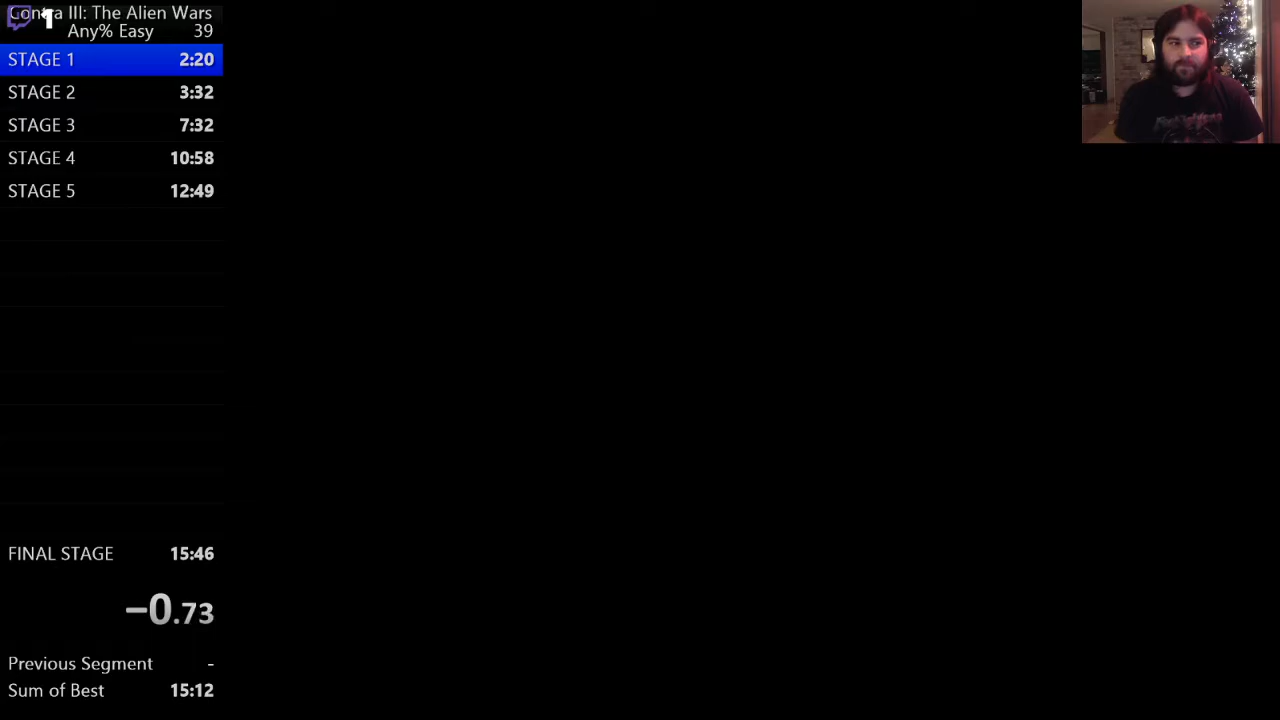 Contra III: The Alien Wars
1
Any% Easy 39
STAGE 1 2:20
STAGE 2 3:32
STAGE 3 7:32
STAGE 4 10:58
STAGE 5 12:49
FINAL STAGE 15:46
−0.73
Previous Segment -
Sum of Best 15:12